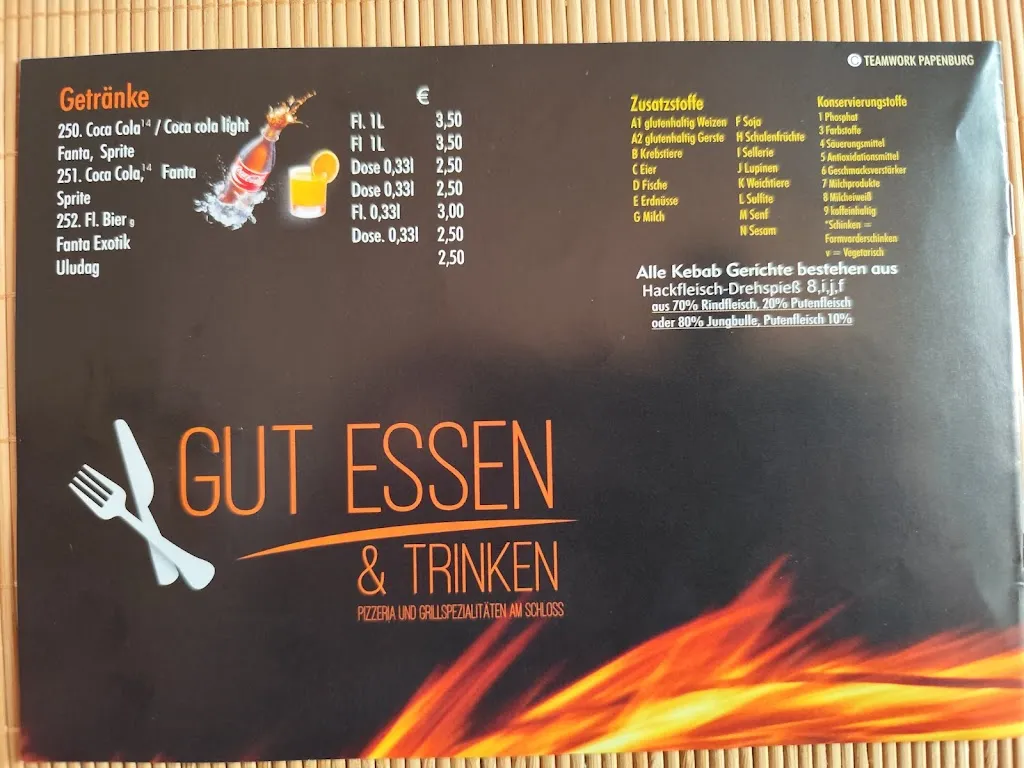 © TEAMWORK PAPENBURG
Getränke
€
250. Coca Cola¹⁴ / Coca cola light Fl. 1L 3,50
Fanta, Sprite Fl 1L 3,50
251. Coca Cola,¹⁴ Fanta Dose 0,33l 2,50
Sprite Dose 0,33l 2,50
252. Fl. Bier g Fl. 0,33l 3,00
Fanta Exotik Dose. 0,33l 2,50
Uludag 2,50
Zusatzstoffe
A1 glutenhaltig Weizen
A2 glutenhaltig Gerste
B Krebstiere
C Eier
D Fische
E Erdnüsse
G Milch
F Soja
H Schalenfrüchte
I Sellerie
J Lupinen
K Weichtiere
L Sulfite
M Senf
N Sesam
Konservierungstoffe
1 Phosphat
3 Farbstoffe
4 Säuerungsmittel
5 Antioxidationsmittel
6 Geschmacksverstärker
7 Milchprodukte
8 Milcheiweiß
9 koffeinhaltig
*Schinken =
Formvorderschinken
v = Vegetarisch
Alle Kebab Gerichte bestehen aus
Hackfleisch-Drehspieß 8,i,j,f
aus 70% Rindfleisch, 20% Putenfleisch
oder 80% Jungbulle, Putenfleisch 10%
GUT ESSEN
& TRINKEN
PIZZERIA UND GRILLSPEZIALITÄTEN AM SCHLOSS